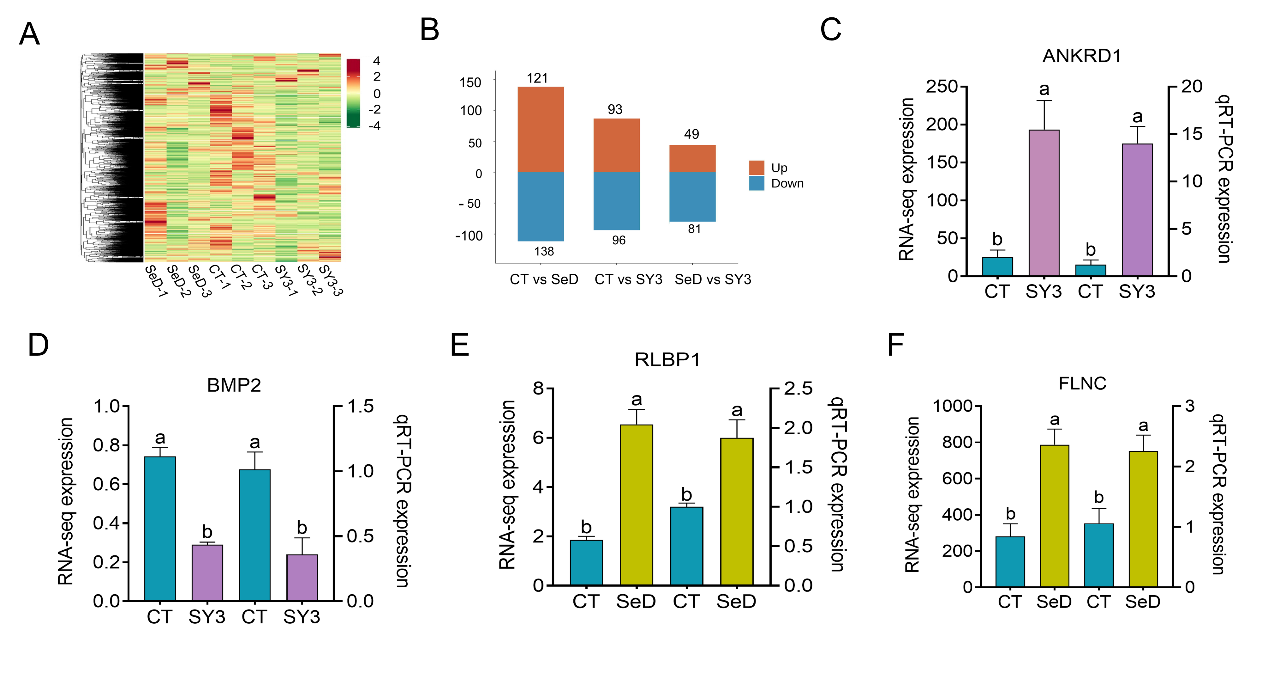 A
4
2
0
-2
-4
SeD-1
SeD-2
SeD-3
CT-1
CT-2
CT-3
SY3-1
SY3-2
SY3-3
B
150
100
50
0
- 50
-100
121
93
49
138
96
81
Up
Down
CT vs SeD
CT vs SY3
SeD vs SY3
C
ANKRD1
RNA-seq expression
250
200
150
100
50
0
b
a
b
a
20
15
10
5
0
qRT-PCR expression
CT SY3 CT SY3
D
BMP2
RNA-seq expression
1.0
0.8
0.6
0.4
0.2
0.0
a
b
a
b
1.5
1.0
0.5
0.0
qRT-PCR expression
CT SY3 CT SY3
E
RLBP1
RNA-seq expression
8
6
4
2
0
b
a
b
a
2.5
2.0
1.5
1.0
0.5
0.0
qRT-PCR expression
CT SeD CT SeD
F
FLNC
RNA-seq expression
1000
800
600
400
200
0
b
a
b
a
3
2
1
0
qRT-PCR expression
CT SeD CT SeD